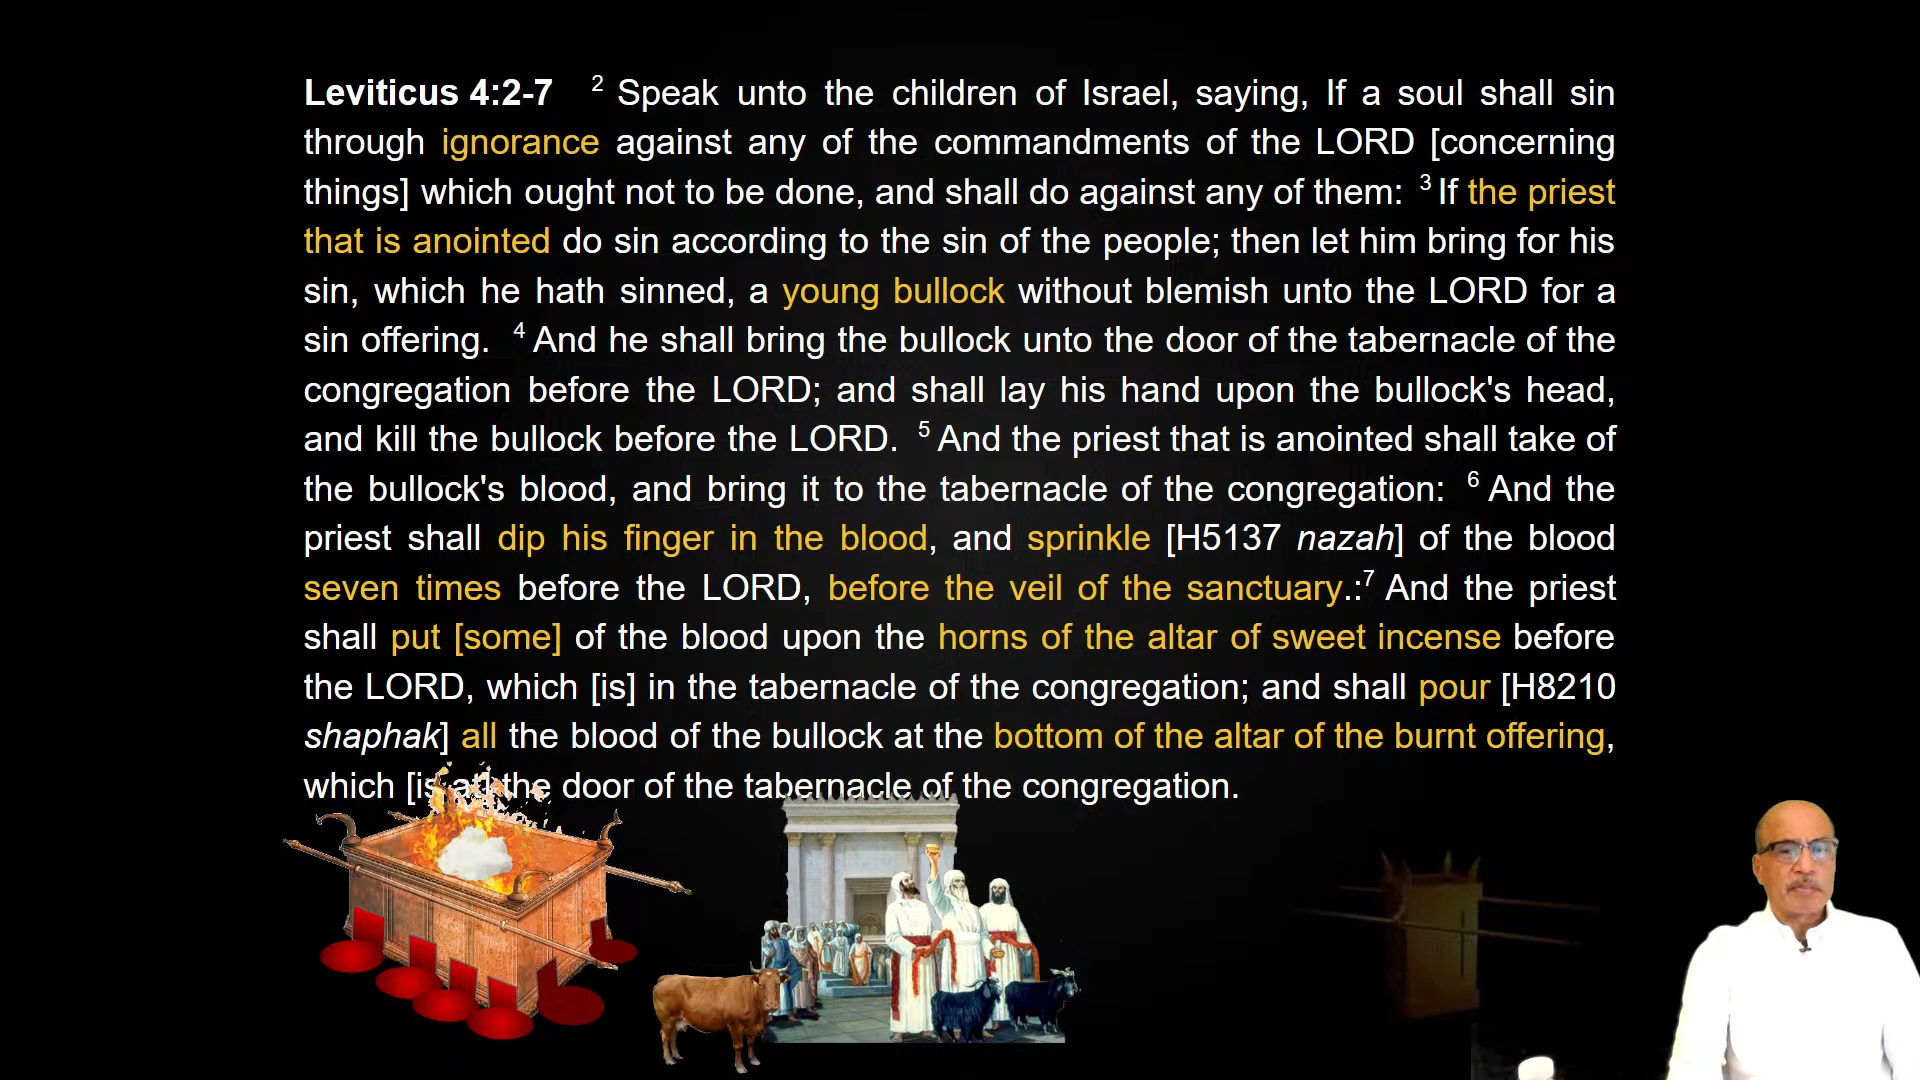 Leviticus 4:2-7 2 Speak unto the children of Israel, saying, If a soul shall sin
through ignorance against any of the commandments of the LORD [concerning
things] which ought not to be done, and shall do against any of them: 3 If the priest
that is anointed do sin according to the sin of the people; then let him bring for his
sin, which he hath sinned, a young bullock without blemish unto the LORD for a
sin offering. 4 And he shall bring the bullock unto the door of the tabernacle of the
congregation before the LORD; and shall lay his hand upon the bullock's head,
and kill the bullock before the LORD. 5 And the priest that is anointed shall take of
the bullock's blood, and bring it to the tabernacle of the congregation: 6 And the
priest shall dip his finger in the blood, and sprinkle [H5137 nazah] of the blood
seven times before the LORD, before the veil of the sanctuary.:7 And the priest
shall put [some] of the blood upon the horns of the altar of sweet incense before
the LORD, which [is] in the tabernacle of the congregation; and shall pour [H8210
shaphak] all the blood of the bullock at the bottom of the altar of the burnt offering,
which [is at] the door of the tabernacle of the congregation.